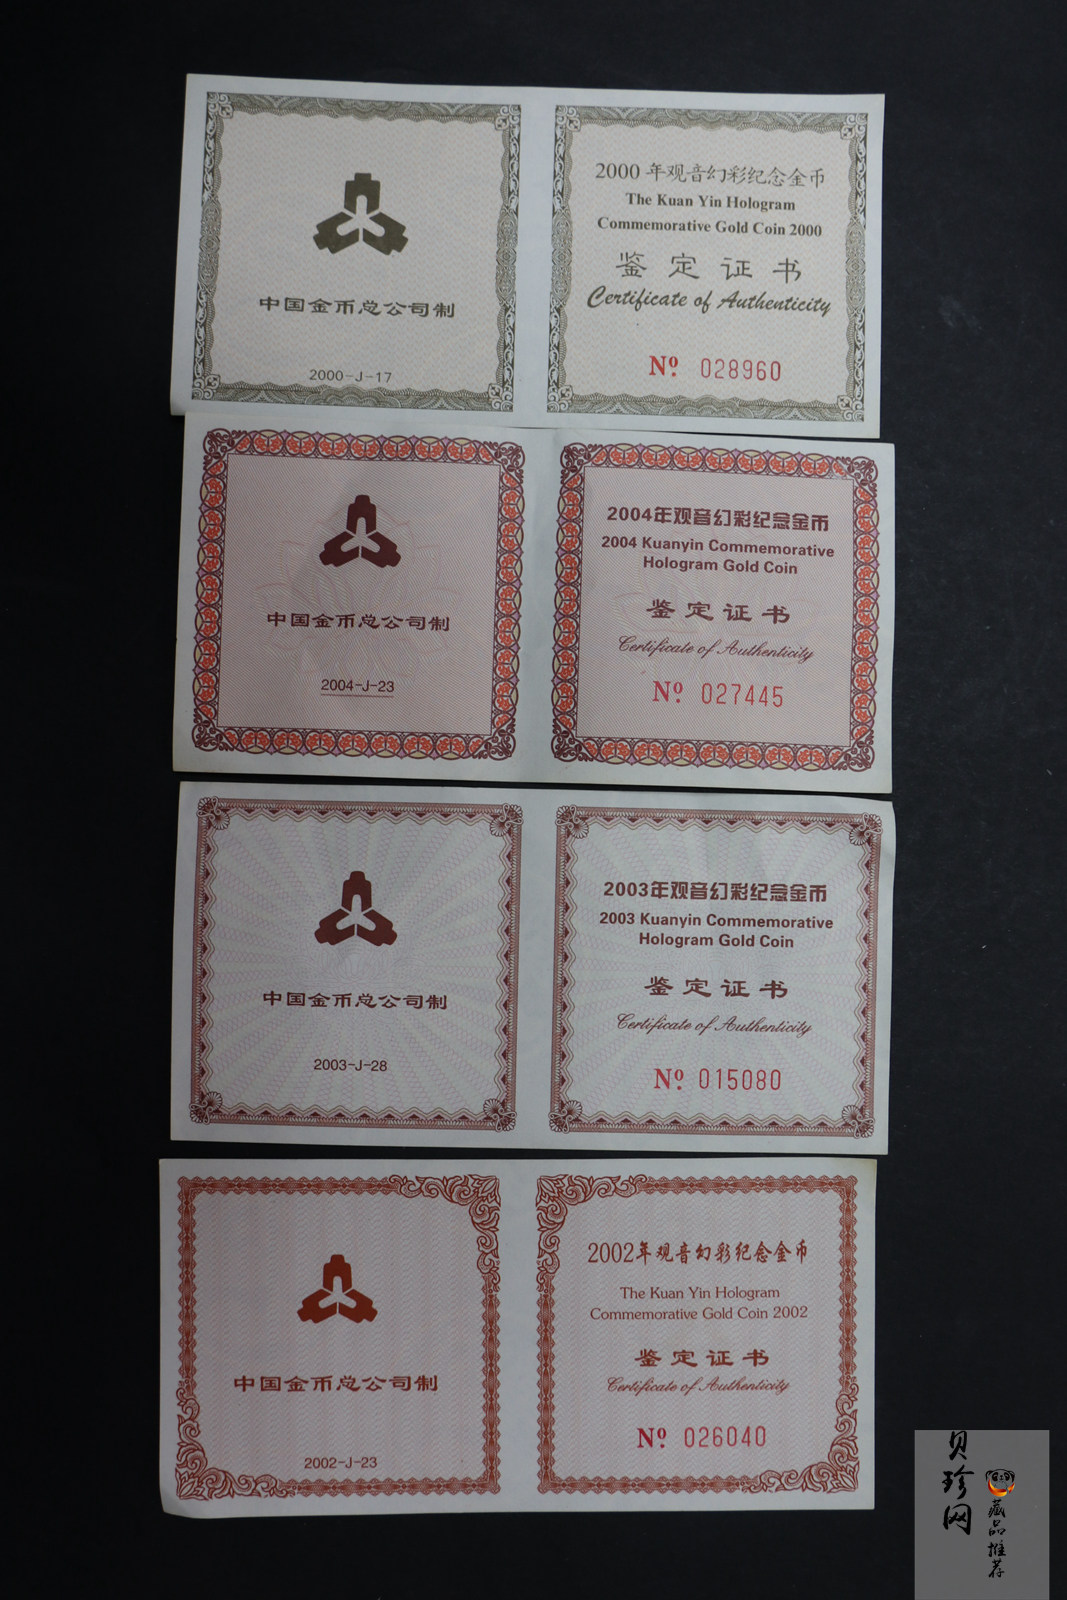 中国金币总公司制
2000-J-17
2000年观音幻彩纪念金币
The Kuan Yin Hologram
Commemorative Gold Coin 2000
鉴定证书
Certificate of Authenticity
Nº 028960
中国金币总公司制
2004-J-23
2004年观音幻彩纪念金币
2004 Kuanyin Commemorative
Hologram Gold Coin
鉴定证书
Certificate of Authenticity
Nº 027445
中国金币总公司制
2003-J-28
2003年观音幻彩纪念金币
2003 Kuanyin Commemorative
Hologram Gold Coin
鉴定证书
Certificate of Authenticity
Nº 015080
中国金币总公司制
2002-J-23
2002年观音幻彩纪念金币
The Kuan Yin Hologram
Commemorative Gold Coin 2002
鉴定证书
Certificate of Authenticity
Nº 026040
贝珍网
藏品推荐